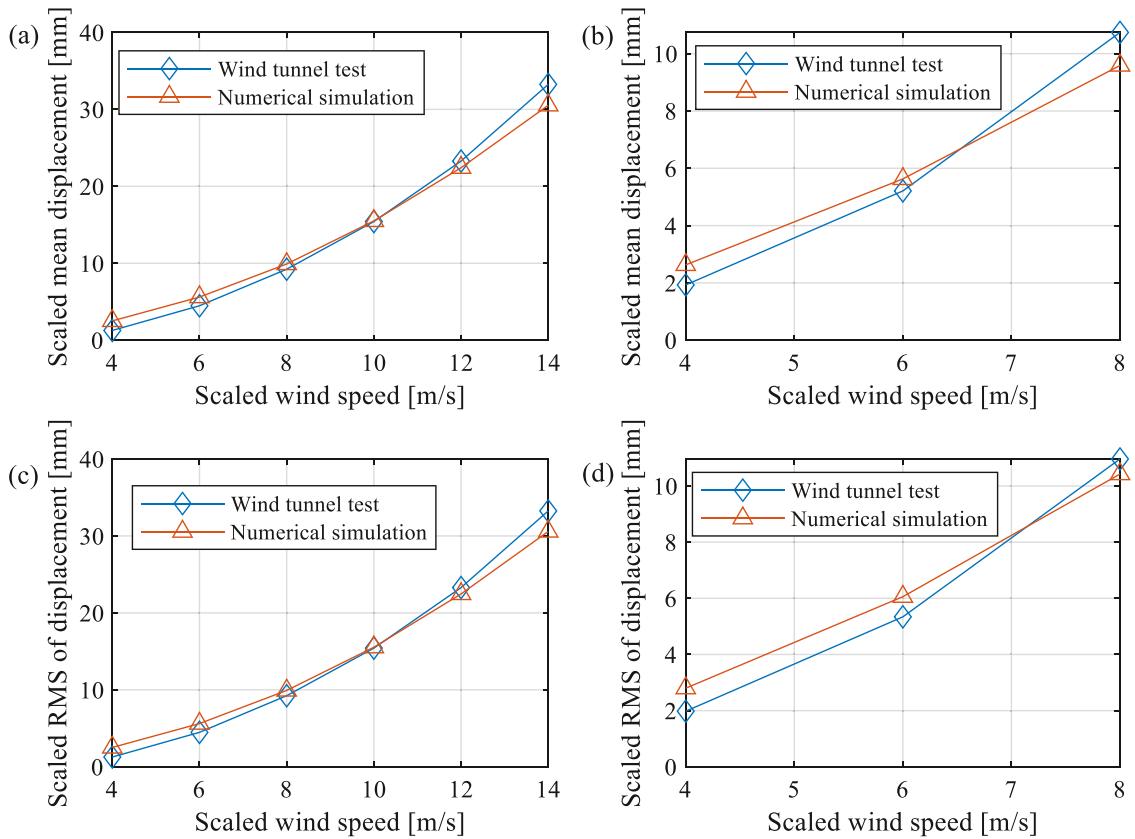 (a)
Scaled mean displacement [mm]
40
30
20
10
0
Wind tunnel test
Numerical simulation
4 6 8 10 12 14
Scaled wind speed [m/s]
(b)
Scaled mean displacement [mm]
10
8
6
4
2
0
Wind tunnel test
Numerical simulation
4 5 6 7 8
Scaled wind speed [m/s]
(c)
Scaled RMS of displacement [mm]
40
30
20
10
0
Wind tunnel test
Numerical simulation
4 6 8 10 12 14
Scaled wind speed [m/s]
(d)
Scaled RMS of displacement [mm]
10
8
6
4
2
0
Wind tunnel test
Numerical simulation
4 5 6 7 8
Scaled wind speed [m/s]